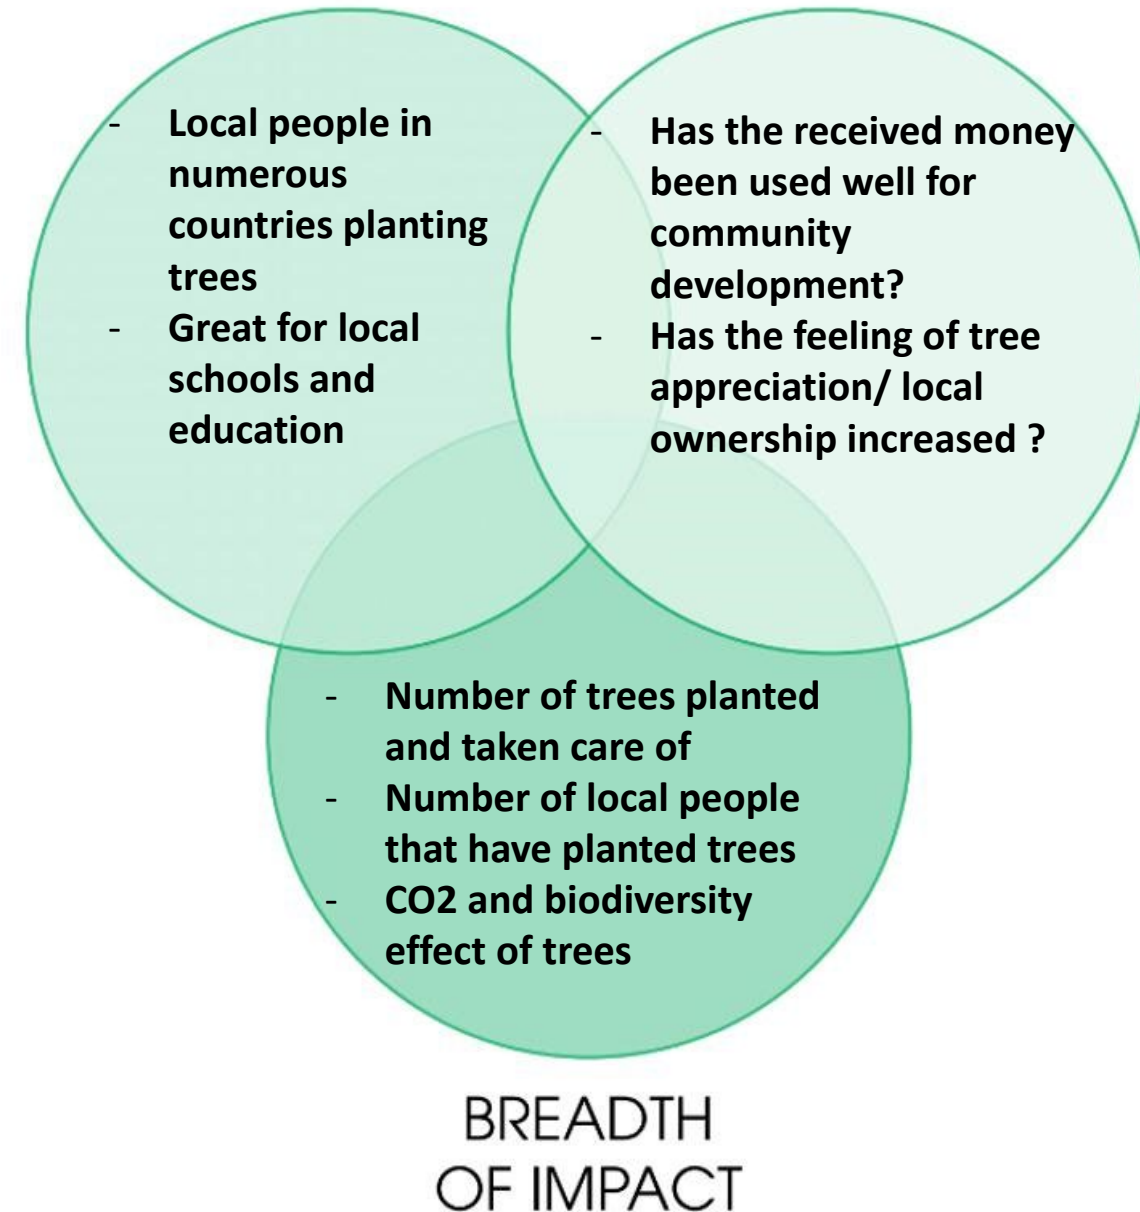 - Local people in
numerous
countries planting
trees
- Great for local
schools and
education
- Has the received money
been used well for
community
development?
- Has the feeling of tree
appreciation/ local
ownership increased ?
- Number of trees planted
and taken care of
- Number of local people
that have planted trees
- CO2 and biodiversity
effect of trees
BREADTH
OF IMPACT